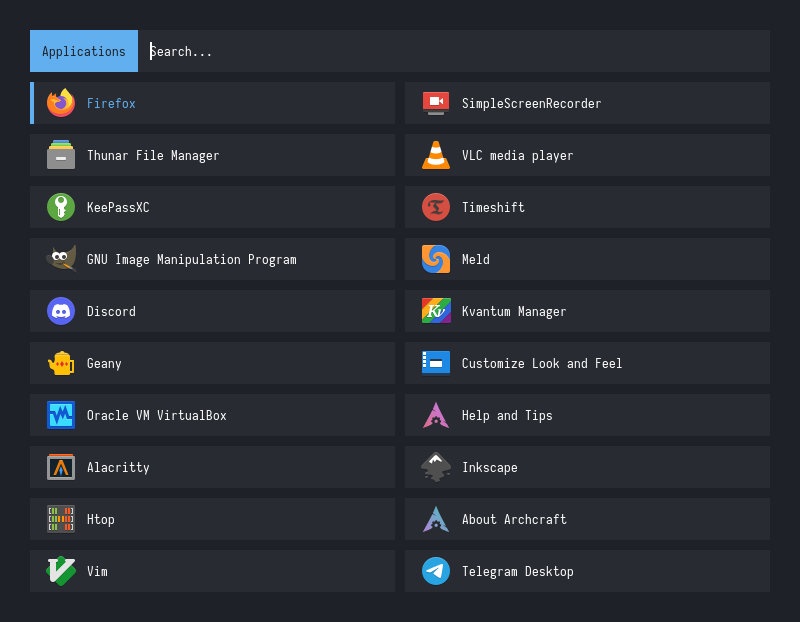 Applications Search...
Firefox
SimpleScreenRecorder
Thunar File Manager
VLC media player
KeePassXC
Timeshift
GNU Image Manipulation Program
Meld
Discord
Kv
Kvantum Manager
Geany
Customize Look and Feel
Oracle VM VirtualBox
Help and Tips
Alacritty
Inkscape
Htop
About Archcraft
Vim
Telegram Desktop